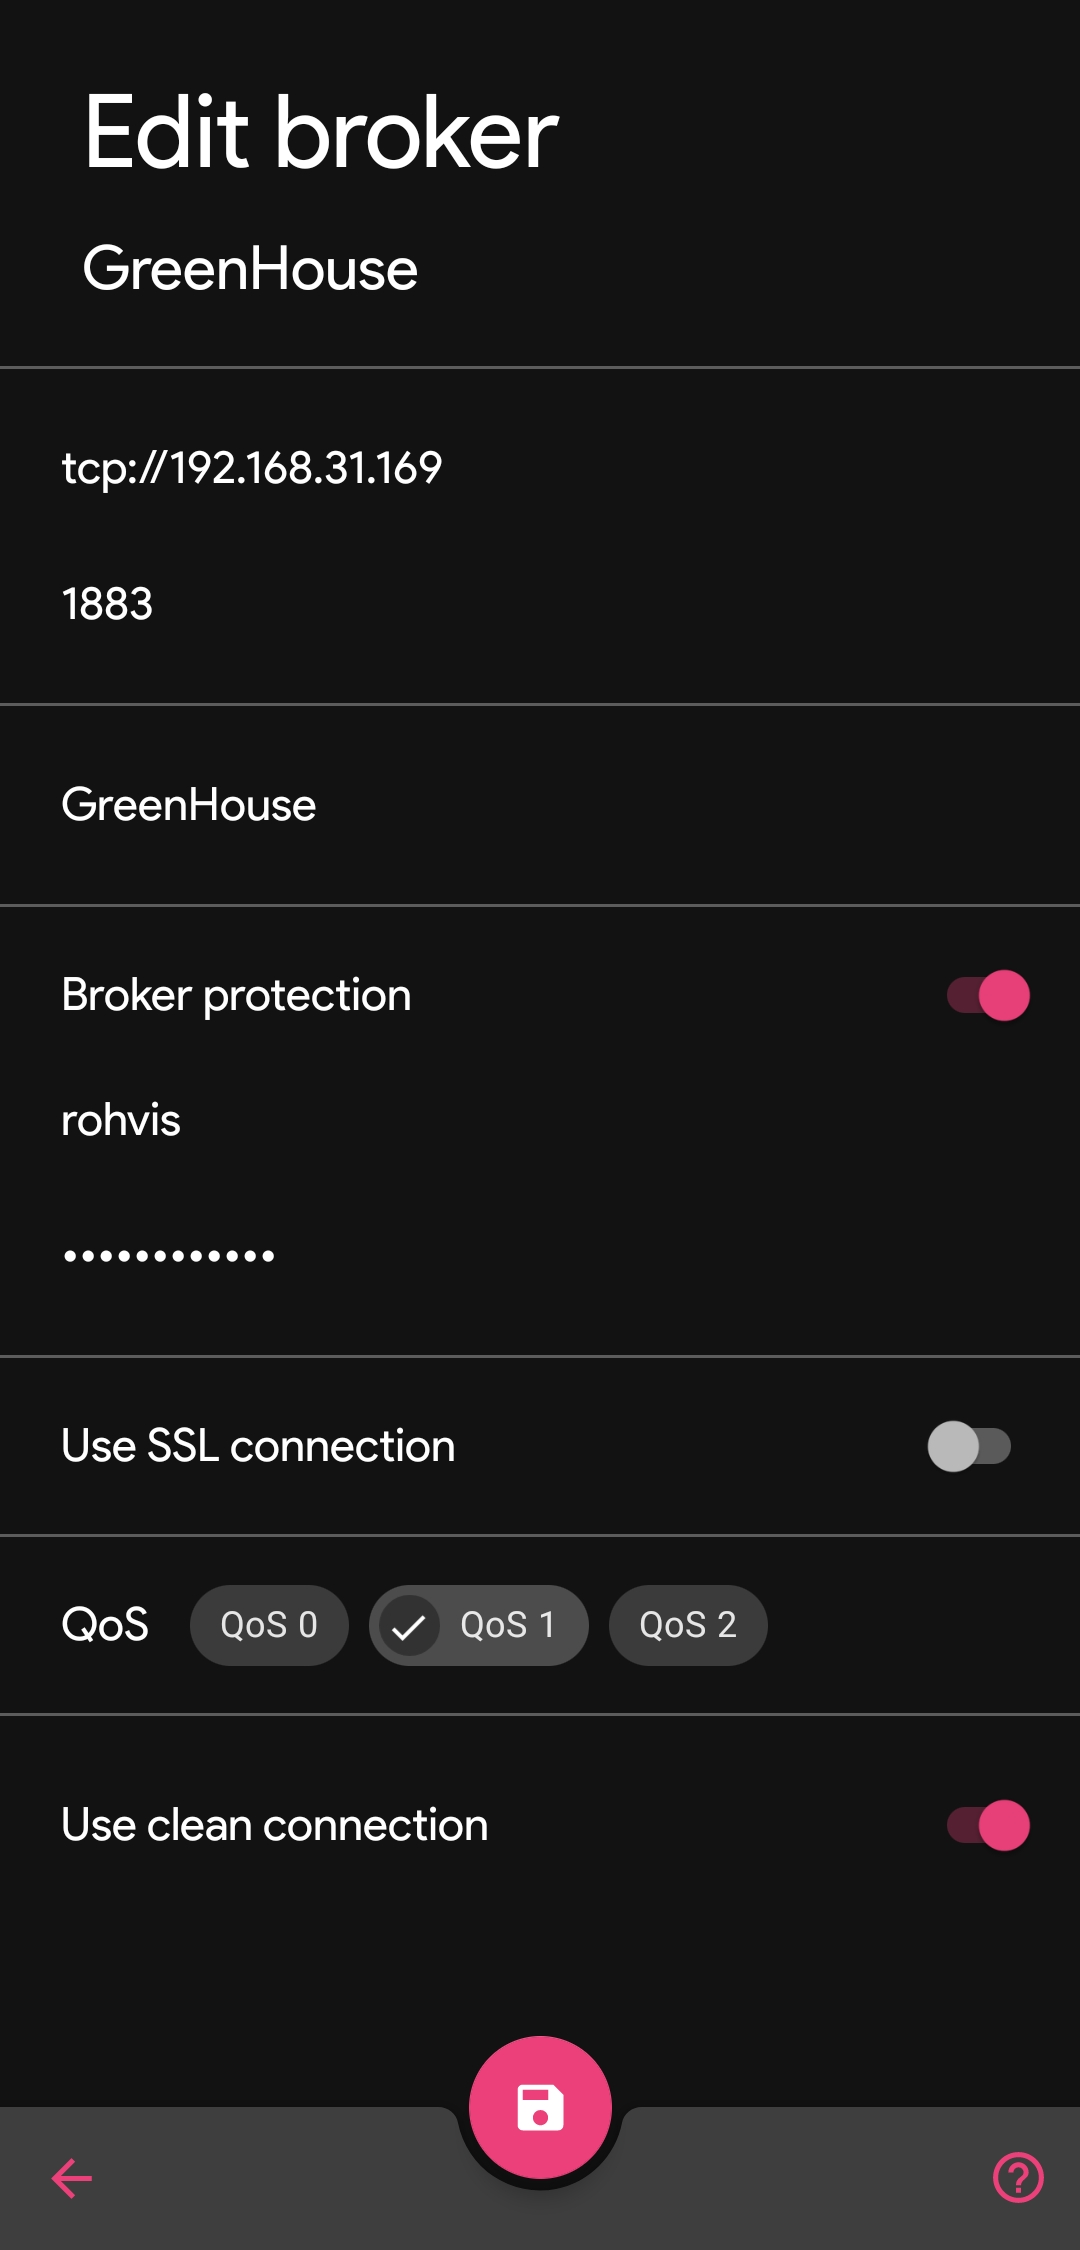 Edit broker
GreenHouse
tcp://192.168.31.169
1883
GreenHouse
Broker protection
rohvis
••••••••••••
Use SSL connection
QoS QoS 0 QoS 1 QoS 2
Use clean connection